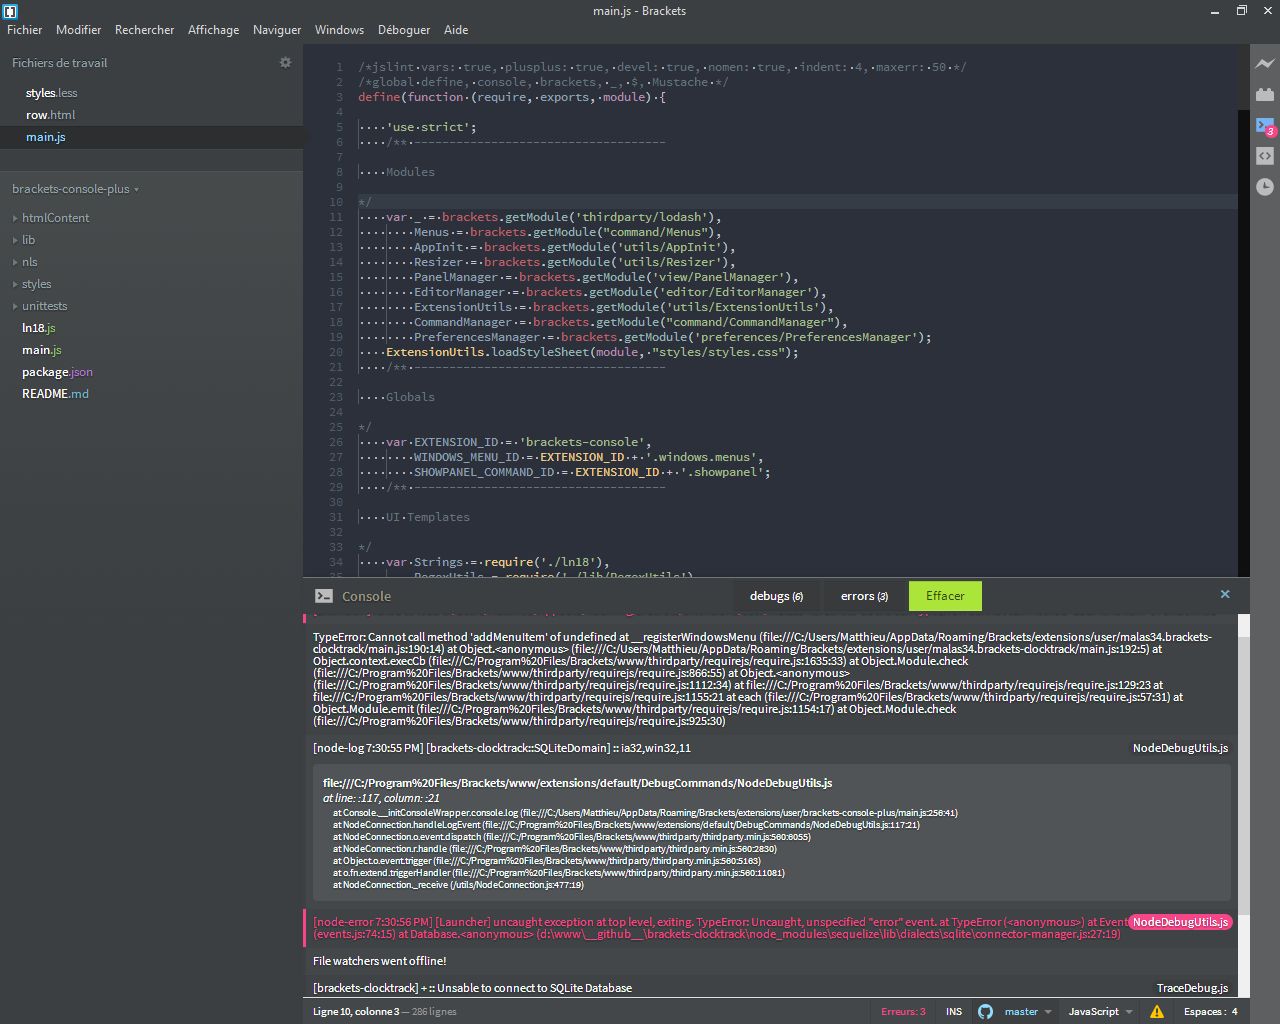 main.js - Brackets
Fichier Modifier Rechercher Affichage Naviguer Windows Déboguer Aide
Fichiers de travail
styles.less
row.html
main.js
brackets-console-plus
htmlContent
lib
nls
styles
unittests
ln18.js
main.js
package.json
README.md
1 /*jslint·vars:·true,·plusplus:·true,·devel:·true,·nomen:·true,·indent:·4,·maxerr:·50·*/
2 /*global·define,·console,·brackets,·_,·$,·Mustache·*/
3 define(function·(require,·exports,·module)·{
4
5 ····'use·strict';
6 ····/**·------------------------------------
7
8 ····Modules
9
10 */
11 ····var·_·=·brackets.getModule('thirdparty/lodash'),
12 ········Menus·=·brackets.getModule("command/Menus"),
13 ········AppInit·=·brackets.getModule('utils/AppInit'),
14 ········Resizer·=·brackets.getModule('utils/Resizer'),
15 ········PanelManager·=·brackets.getModule('view/PanelManager'),
16 ········EditorManager·=·brackets.getModule('editor/EditorManager'),
17 ········ExtensionUtils·=·brackets.getModule('utils/ExtensionUtils'),
18 ········CommandManager·=·brackets.getModule("command/CommandManager"),
19 ········PreferencesManager·=·brackets.getModule('preferences/PreferencesManager');
20 ····ExtensionUtils.loadStyleSheet(module,·"styles/styles.css");
21 ····/**·------------------------------------
22
23 ····Globals
24
25 */
26 ····var·EXTENSION_ID·=·'brackets-console',
27 ········WINDOWS_MENU_ID·=·EXTENSION_ID·+·'.windows.menus',
28 ········SHOWPANEL_COMMAND_ID·=·EXTENSION_ID·+·'.showpanel';
29 ····/**·------------------------------------
30
31 ····UI·Templates
32
33 */
34 ····var·Strings·=·require('./ln18'),
35 ········RegexUtils·=·require('./lib/RegexUtils')
3
Console debugs (6) errors (3) Effacer
TypeError: Cannot call method 'addMenuItem' of undefined at __registerWindowsMenu (file:///C:/Users/Matthieu/AppData/Roaming/Brackets/extensions/user/malas34.brackets-
clocktrack/main.js:190:14) at Object.<anonymous> (file:///C:/Users/Matthieu/AppData/Roaming/Brackets/extensions/user/malas34.brackets-clocktrack/main.js:192:5) at
Object.context.execCb (file:///C:/Program%20Files/Brackets/www/thirdparty/requirejs/require.js:1635:33) at Object.Module.check
(file:///C:/Program%20Files/Brackets/www/thirdparty/requirejs/require.js:866:55) at Object.<anonymous>
(file:///C:/Program%20Files/Brackets/www/thirdparty/requirejs/require.js:1112:34) at file:///C:/Program%20Files/Brackets/www/thirdparty/requirejs/require.js:129:23 at
file:///C:/Program%20Files/Brackets/www/thirdparty/requirejs/require.js:1155:21 at each (file:///C:/Program%20Files/Brackets/www/thirdparty/requirejs/require.js:57:31) at
Object.Module.emit (file:///C:/Program%20Files/Brackets/www/thirdparty/requirejs/require.js:1154:17) at Object.Module.check
(file:///C:/Program%20Files/Brackets/www/thirdparty/requirejs/require.js:925:30)
[node-log 7:30:55 PM] [brackets-clocktrack::SQLiteDomain] :: ia32,win32,11 NodeDebugUtils.js
file:///C:/Program%20Files/Brackets/www/extensions/default/DebugCommands/NodeDebugUtils.js
at line: :117, column: :21
at Console.__initConsoleWrapper.console.log (file:///C:/Users/Matthieu/AppData/Roaming/Brackets/extensions/user/brackets-console-plus/main.js:256:41)
at NodeConnection.handleLogEvent (file:///C:/Program%20Files/Brackets/www/extensions/default/DebugCommands/NodeDebugUtils.js:117:21)
at NodeConnection.o.event.dispatch (file:///C:/Program%20Files/Brackets/www/thirdparty/thirdparty.min.js:560:6055)
at NodeConnection.r.handle (file:///C:/Program%20Files/Brackets/www/thirdparty/thirdparty.min.js:560:2830)
at Object.o.event.trigger (file:///C:/Program%20Files/Brackets/www/thirdparty/thirdparty.min.js:560:5163)
at o.fn.extend.triggerHandler (file:///C:/Program%20Files/Brackets/www/thirdparty/thirdparty.min.js:560:11081)
at NodeConnection._receive (/utils/NodeConnection.js:477:19)
[node-error 7:30:56 PM] [Launcher] uncaught exception at top level, exiting. TypeError: Uncaught, unspecified "error" event. at TypeError (<anonymous>) at Event NodeDebugUtils.js
(events.js:74:15) at Database.<anonymous> (d:\www\__github__\brackets-clocktrack\node_modules\sequelize\lib\dialects\sqlite\connector-manager.js:27:19)
File watchers went offline!
[brackets-clocktrack] + :: Unsable to connect to SQLite Database TraceDebug.js
Ligne 10, colonne 3 — 286 lignes Erreurs: 3 INS master JavaScript Espaces : 4